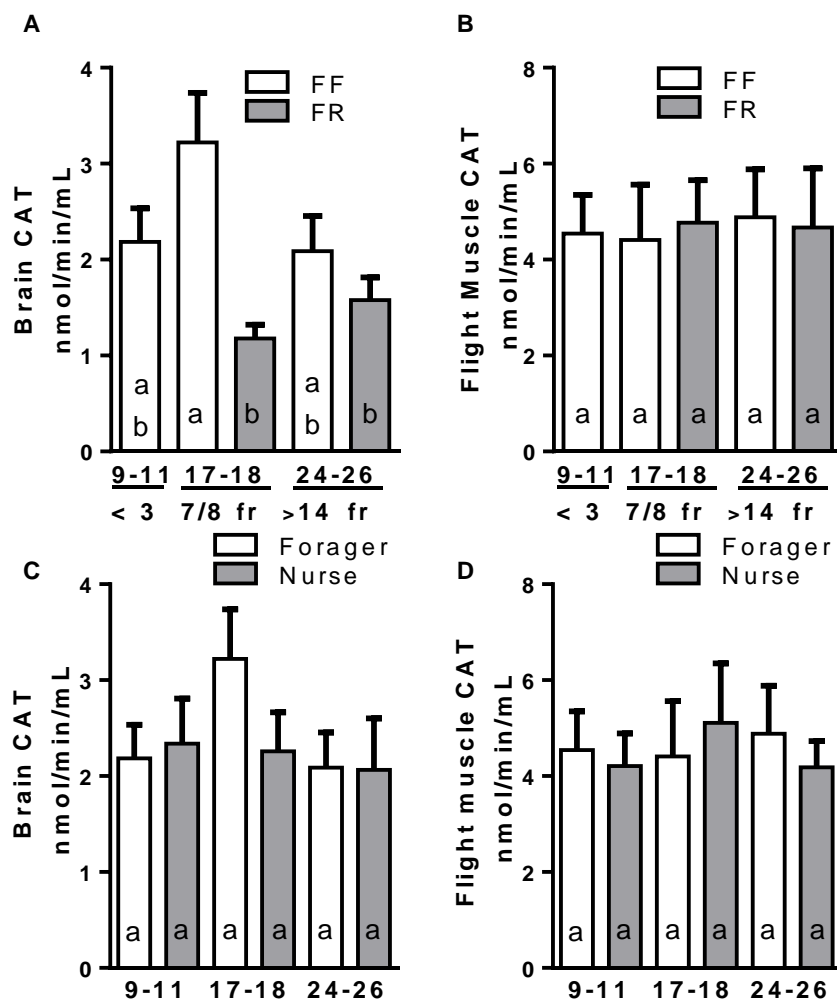 A
4
3
2
1
0
Brain CAT
nmol/min/mL
FF
FR
a
b
a
b
a
b
b
9-11
17-18
24-26
< 3
7/8 fr
>14 fr
B
8
6
4
2
0
Flight Muscle CAT
nmol/min/mL
FF
FR
a
a
a
a
a
9-11
17-18
24-26
< 3
7/8 fr
>14 fr
C
4
3
2
1
0
Brain CAT
nmol/min/mL
Forager
Nurse
a
a
a
a
a
a
9-11
17-18
24-26
D
8
6
4
2
0
Flight muscle CAT
nmol/min/mL
Forager
Nurse
a
a
a
a
a
a
9-11
17-18
24-26